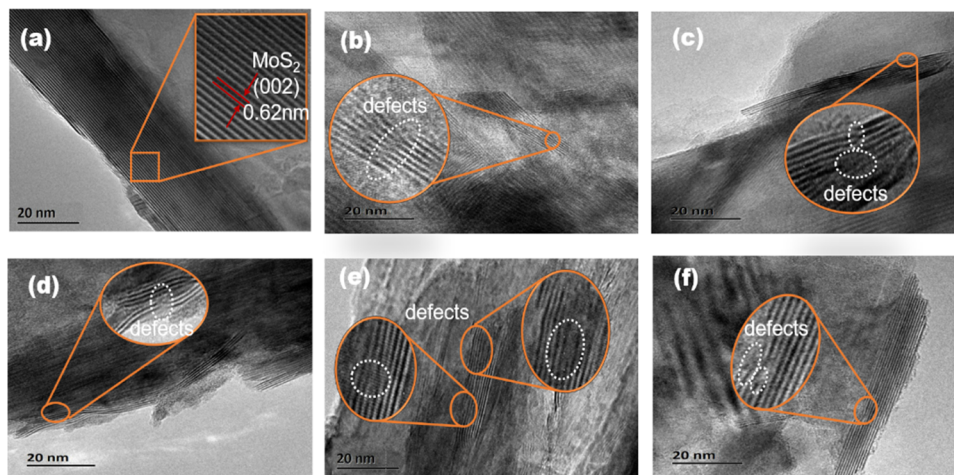 (a)
MoS2
(002)
0.62nm
20 nm
(b)
defects
20 nm
(c)
defects
20 nm
(d)
defects
20 nm
(e)
defects
20 nm
(f)
defects
20 nm